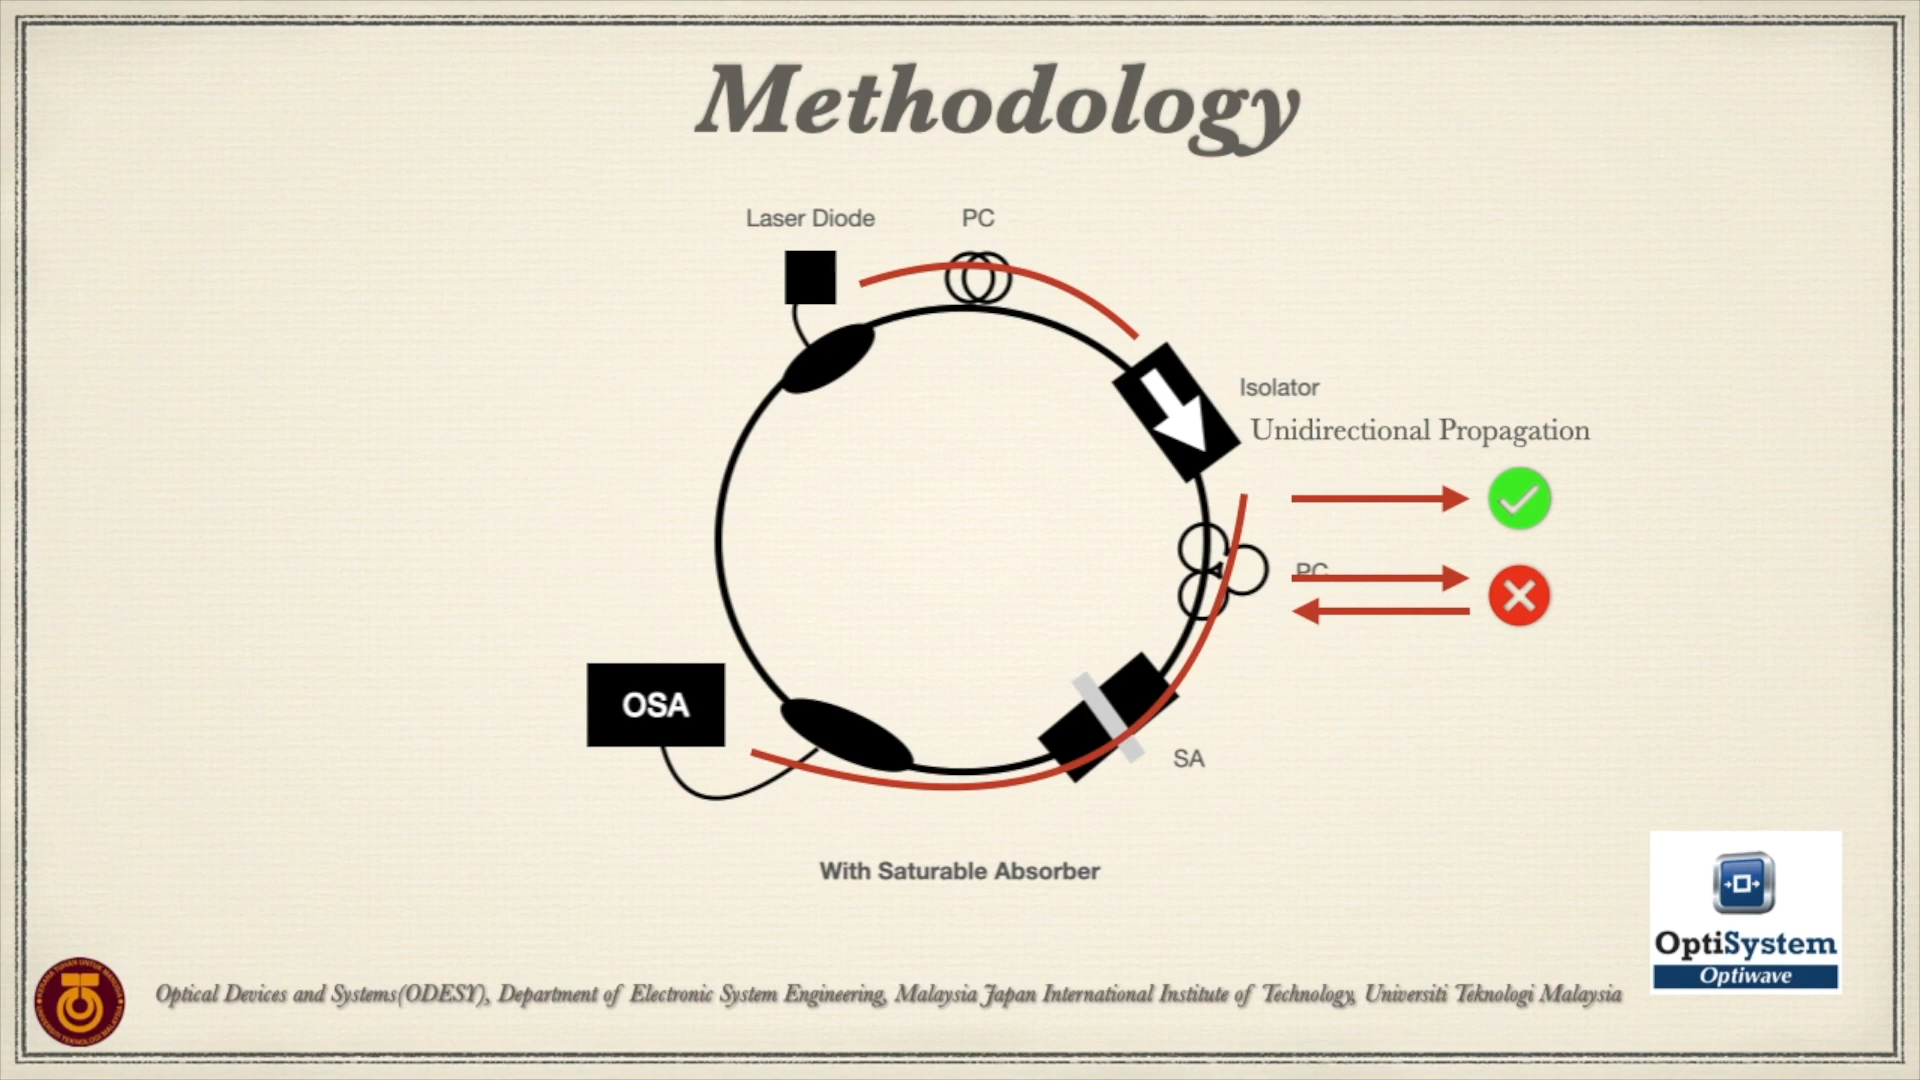 Methodology
Laser Diode
PC
Isolator
Unidirectional Propagation
PC
OSA
SA
With Saturable Absorber
OptiSystem
Optiwave
Optical Devices and Systems(ODESY), Department of Electronic System Engineering, Malaysia Japan International Institute of Technology, Universiti Teknologi Malaysia